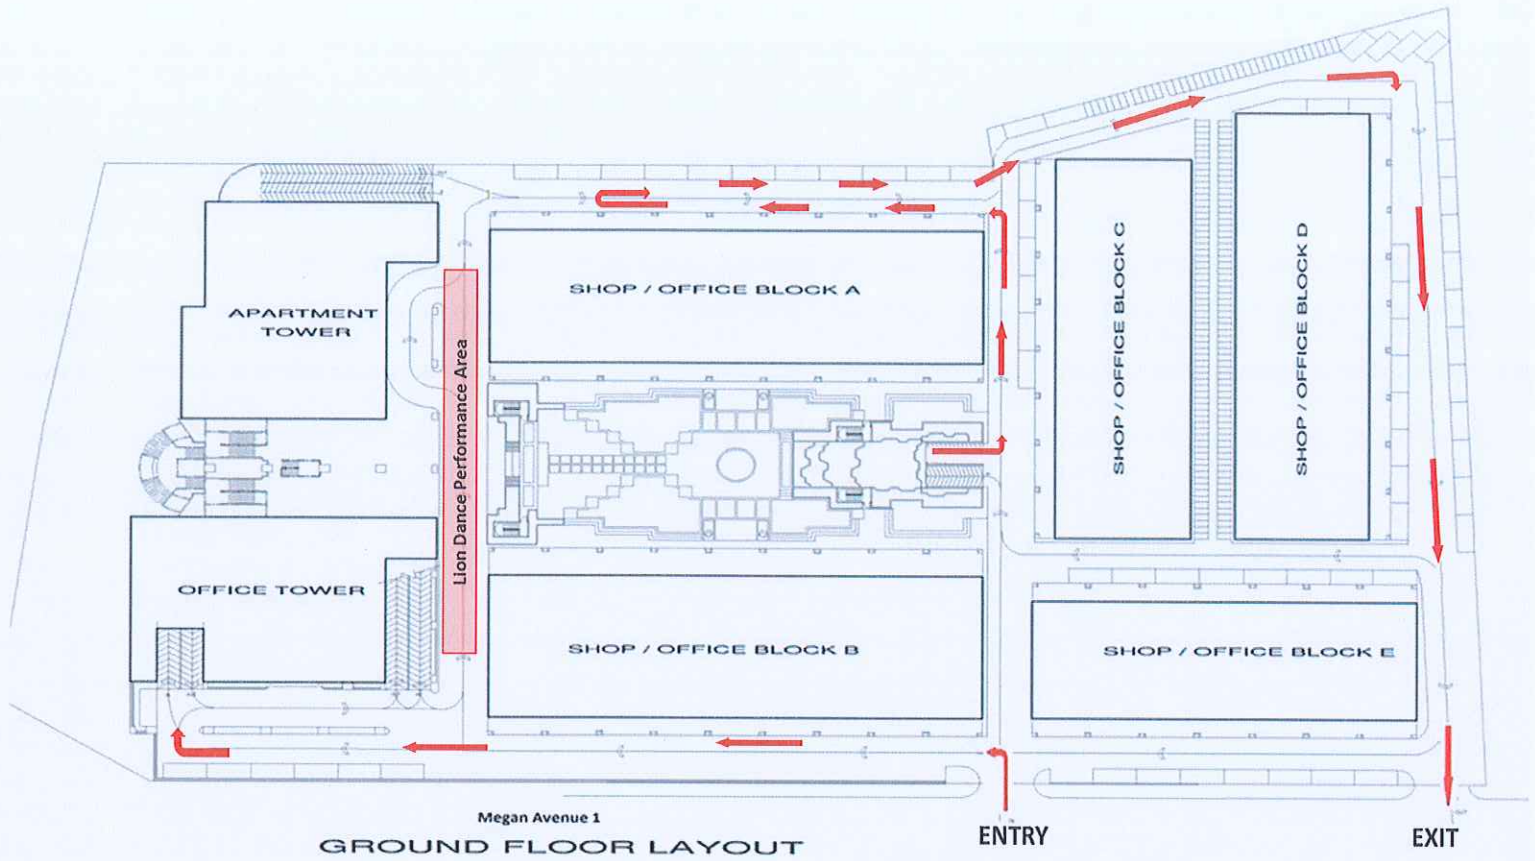 APARTMENT
TOWER
SHOP / OFFICE BLOCK A
SHOP / OFFICE BLOCK C
SHOP / OFFICE BLOCK D
Lion Dance Performance Area
OFFICE TOWER
SHOP / OFFICE BLOCK B
SHOP / OFFICE BLOCK E
Megan Avenue 1
GROUND FLOOR LAYOUT
ENTRY
EXIT